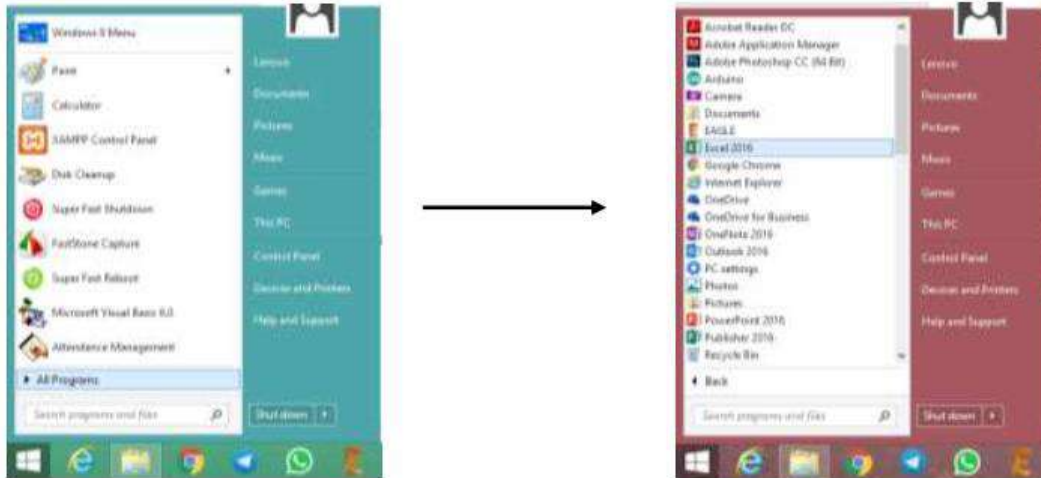 Windows 8 Menu
Paint
Calculator
XAMPP Control Panel
Disk Cleanup
Super Fast Shutdown
FastStone Capture
Super Fast Reboot
Microsoft Visual Basic 6.0
Attendance Management
All Programs
Search programs and files
Lenovo
Documents
Pictures
Music
Games
This PC
Control Panel
Devices and Printers
Help and Support
Shut down
Acrobat Reader DC
Adobe Application Manager
Adobe Photoshop CC (64 Bit)
Arduino
Camera
Documents
EAGLE
Excel 2016
Google Chrome
Internet Explorer
OneDrive
OneDrive for Business
OneNote 2016
Outlook 2016
PC settings
Photos
Pictures
PowerPoint 2016
Publisher 2016
Recycle Bin
Back
Search programs and files
Lenovo
Documents
Pictures
Music
Games
This PC
Control Panel
Devices and Printers
Help and Support
Shut down